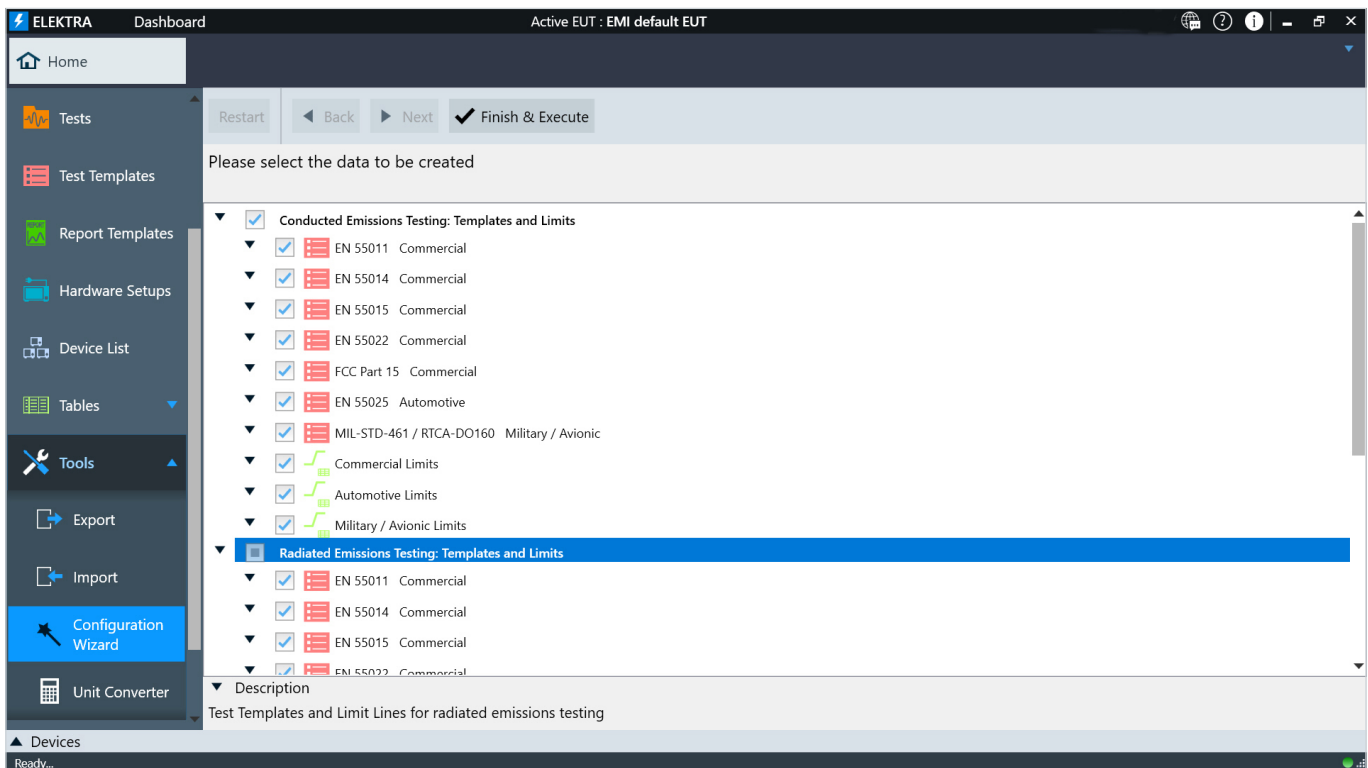 ELEKTRA Dashboard Active EUT : EMI default EUT
Home
Tests
Test Templates
Report Templates
Hardware Setups
Device List
Tables
Tools
Export
Import
Configuration
Wizard
Unit Converter
Restart Back Next Finish & Execute
Please select the data to be created
Conducted Emissions Testing: Templates and Limits
EN 55011 Commercial
EN 55014 Commercial
EN 55015 Commercial
EN 55022 Commercial
FCC Part 15 Commercial
EN 55025 Automotive
MIL-STD-461 / RTCA-DO160 Military / Avionic
Commercial Limits
Automotive Limits
Military / Avionic Limits
Radiated Emissions Testing: Templates and Limits
EN 55011 Commercial
EN 55014 Commercial
EN 55015 Commercial
EN 55022 Commercial
Description
Test Templates and Limit Lines for radiated emissions testing
Devices
Ready...